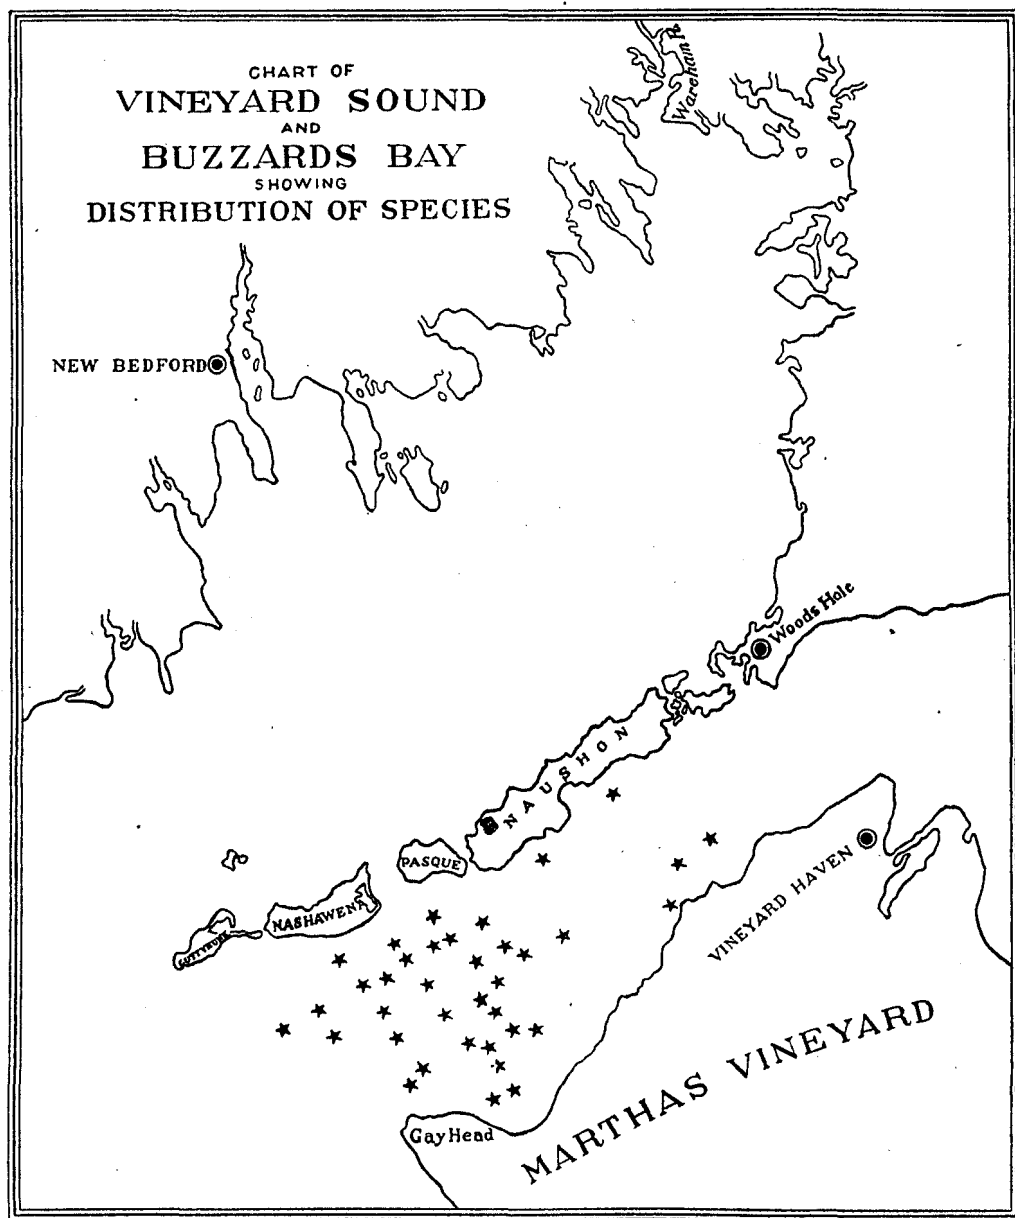 CHART OF
VINEYARD SOUND
AND
BUZZARDS BAY
SHOWING
DISTRIBUTION OF SPECIES
Wareham R.
NEW BEDFORD
Woods Hole
NAUSHON
PASQUE
NASHAWENA
CUTTYHUNK
VINEYARD HAVEN
MARTHAS VINEYARD
Gay Head